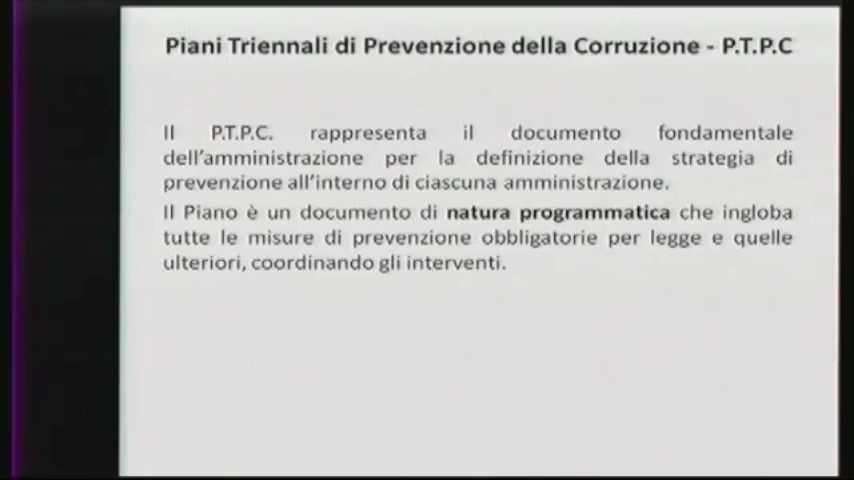 Piani Triennali di Prevenzione della Corruzione - P.T.P.C
Il P.T.P.C. rappresenta il documento fondamentale
dell'amministrazione per la definizione della strategia di
prevenzione all'interno di ciascuna amministrazione.
Il Piano è un documento di natura programmatica che ingloba
tutte le misure di prevenzione obbligatorie per legge e quelle
ulteriori, coordinando gli interventi.